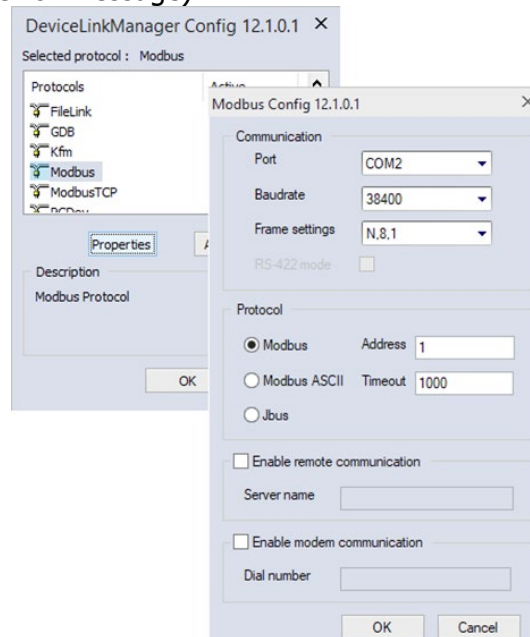 DeviceLinkManager Config 12.1.0.1
Selected protocol : Modbus
Protocols
FileLink
GDB
Kfm
Modbus
ModbusTCP
Properties
Description
Modbus Protocol
OK
Modbus Config 12.1.0.1
Communication
Port COM2
Baudrate 38400
Frame settings N,8,1
RS-422 mode
Protocol
Modbus Address 1
Modbus ASCII Timeout 1000
Jbus
Enable remote communication
Server name
Enable modem communication
Dial number
OK Cancel